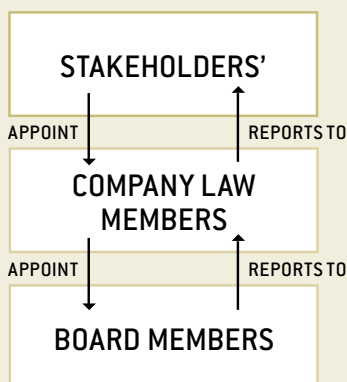 STAKEHOLDERS’
APPOINT
REPORTS TO
COMPANY LAW
MEMBERS
APPOINT
REPORTS TO
BOARD MEMBERS